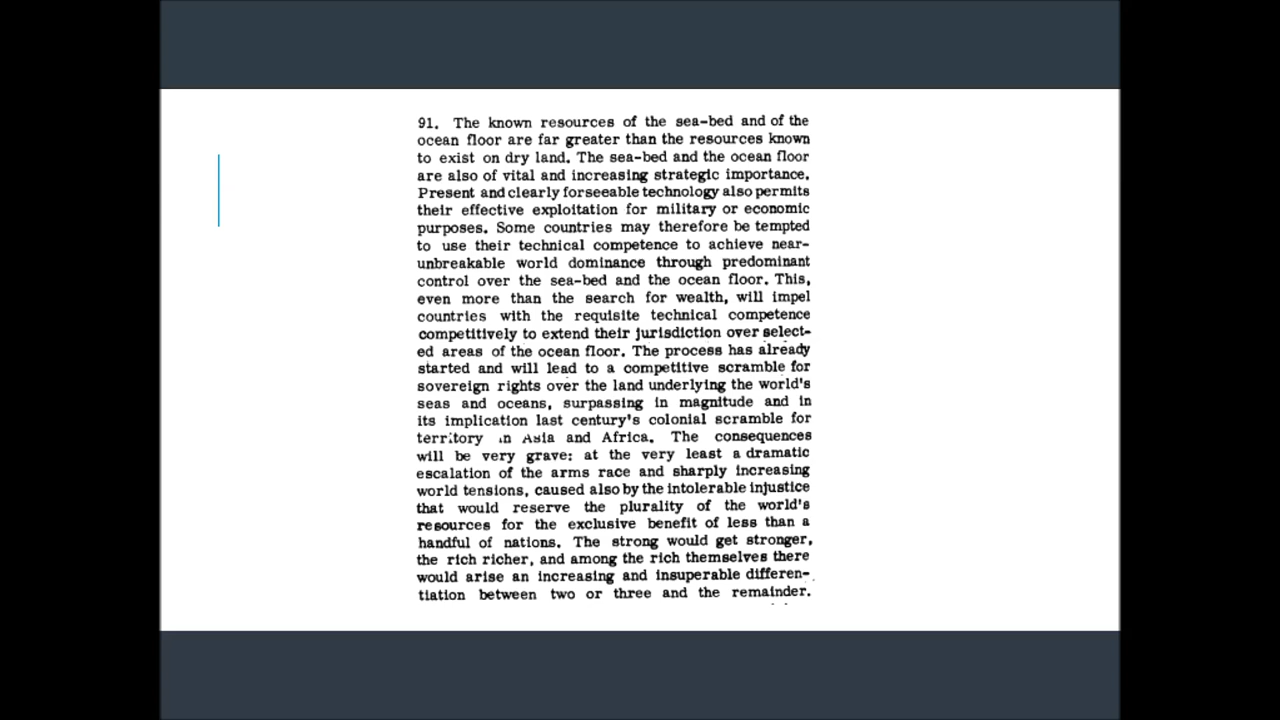 91. The known resources of the sea-bed and of the
ocean floor are far greater than the resources known
to exist on dry land. The sea-bed and the ocean floor
are also of vital and increasing strategic importance.
Present and clearly forseeable technology also permits
their effective exploitation for military or economic
purposes. Some countries may therefore be tempted
to use their technical competence to achieve near-
unbreakable world dominance through predominant
control over the sea-bed and the ocean floor. This,
even more than the search for wealth, will impel
countries with the requisite technical competence
competitively to extend their jurisdiction over select-
ed areas of the ocean floor. The process has already
started and will lead to a competitive scramble for
sovereign rights over the land underlying the world's
seas and oceans, surpassing in magnitude and in
its implication last century's colonial scramble for
territory in Asia and Africa. The consequences
will be very grave: at the very least a dramatic
escalation of the arms race and sharply increasing
world tensions, caused also by the intolerable injustice
that would reserve the plurality of the world's
resources for the exclusive benefit of less than a
handful of nations. The strong would get stronger,
the rich richer, and among the rich themselves there
would arise an increasing and insuperable differen-
tiation between two or three and the remainder.